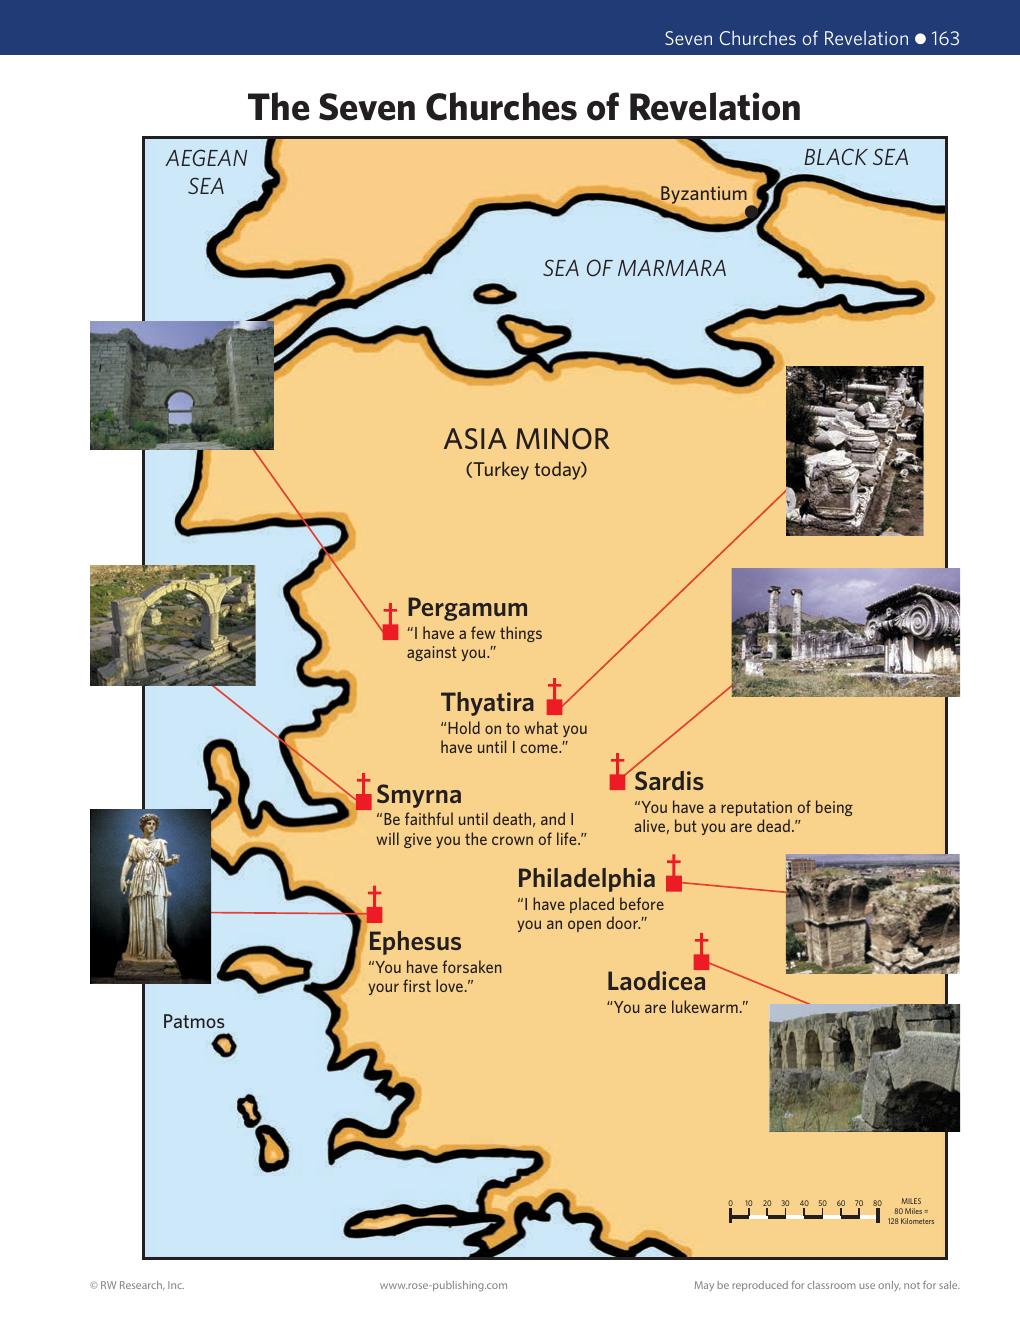 Seven Churches of Revelation ● 163
The Seven Churches of Revelation
AEGEAN
SEA
BLACK SEA
Byzantium
SEA OF MARMARA
ASIA MINOR
(Turkey today)
Pergamum
“I have a few things
against you.”
Thyatira
“Hold on to what you
have until I come.”
Sardis
“You have a reputation of being
alive, but you are dead.”
Smyrna
“Be faithful until death, and I
will give you the crown of life.”
Philadelphia
“I have placed before
you an open door.”
Ephesus
“You have forsaken
your first love.”
Laodicea
“You are lukewarm.”
Patmos
0 10 20 30 40 50 60 70 80
MILES
80 Miles =
128 Kilometers
© RW Research, Inc.
www.rose-publishing.com
May be reproduced for classroom use only, not for sale.